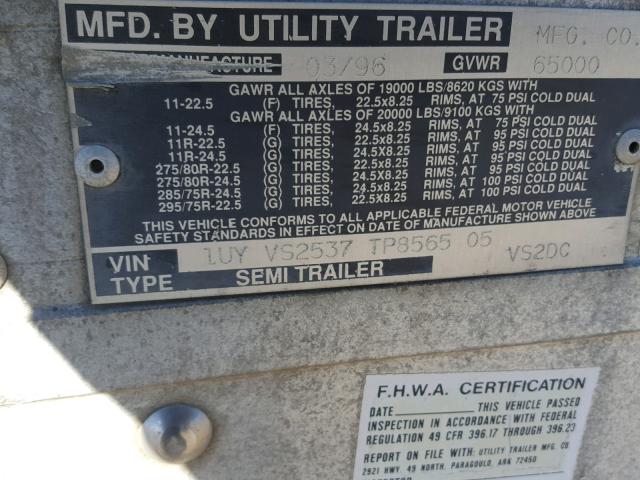 MFD. BY UTILITY TRAILER MFG. CO.
MANUFACTURE 03/96 GVWR 65000
GAWR ALL AXLES OF 19000 LBS/8620 KGS WITH
11-22.5 (F) TIRES, 22.5x8.25 RIMS, AT 75 PSI COLD DUAL
GAWR ALL AXLES OF 20000 LBS/9100 KGS WITH
11-24.5 (F) TIRES, 24.5x8.25 RIMS, AT 75 PSI COLD DUAL
11R-22.5 (G) TIRES, 22.5x8.25 RIMS, AT 95 PSI COLD DUAL
11R-24.5 (G) TIRES, 24.5x8.25 RIMS, AT 95 PSI COLD DUAL
275/80R-22.5 (G) TIRES, 22.5x8.25 RIMS, AT 95 PSI COLD DUAL
275/80R-24.5 (G) TIRES, 24.5x8.25 RIMS, AT 95 PSI COLD DUAL
285/75R-24.5 (G) TIRES, 24.5x8.25 RIMS, AT 100 PSI COLD DUAL
295/75R-22.5 (G) TIRES, 22.5x8.25 RIMS, AT 100 PSI COLD DUAL
THIS VEHICLE CONFORMS TO ALL APPLICABLE FEDERAL MOTOR VEHICLE
SAFETY STANDARDS IN EFFECT ON DATE OF MANUFACTURE SHOWN ABOVE.
VIN 1UY VS2537 TP8565 05 VS2DC
TYPE SEMI TRAILER
F.H.W.A. CERTIFICATION
DATE THIS VEHICLE PASSED
INSPECTION IN ACCORDANCE WITH FEDERAL
REGULATION 49 CFR 396.17 THROUGH 396.23
REPORT ON FILE WITH: UTILITY TRAILER MFG. CO.
2921 HWY. 49 NORTH, PARAGOULD, ARK 72450